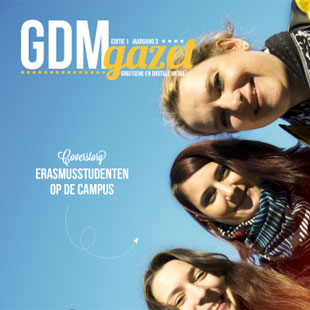 GDM
EDITIE 1 JAARGANG 3
gazet
GRAFISCHE EN DIGITALE MEDIA
Coverstory
ERASMUSSTUDENTEN
OP DE CAMPUS